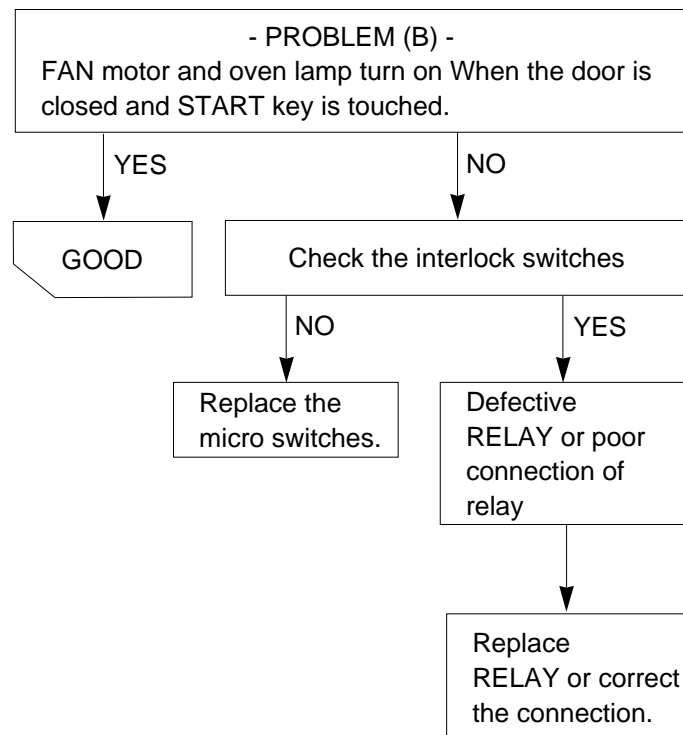 - PROBLEM (B) -
FAN motor and oven lamp turn on When the door is
closed and START key is touched.
YES
NO
GOOD
Check the interlock switches
NO
YES
Replace the
micro switches.
Defective
RELAY or poor
connection of
relay
Replace
RELAY or correct
the connection.